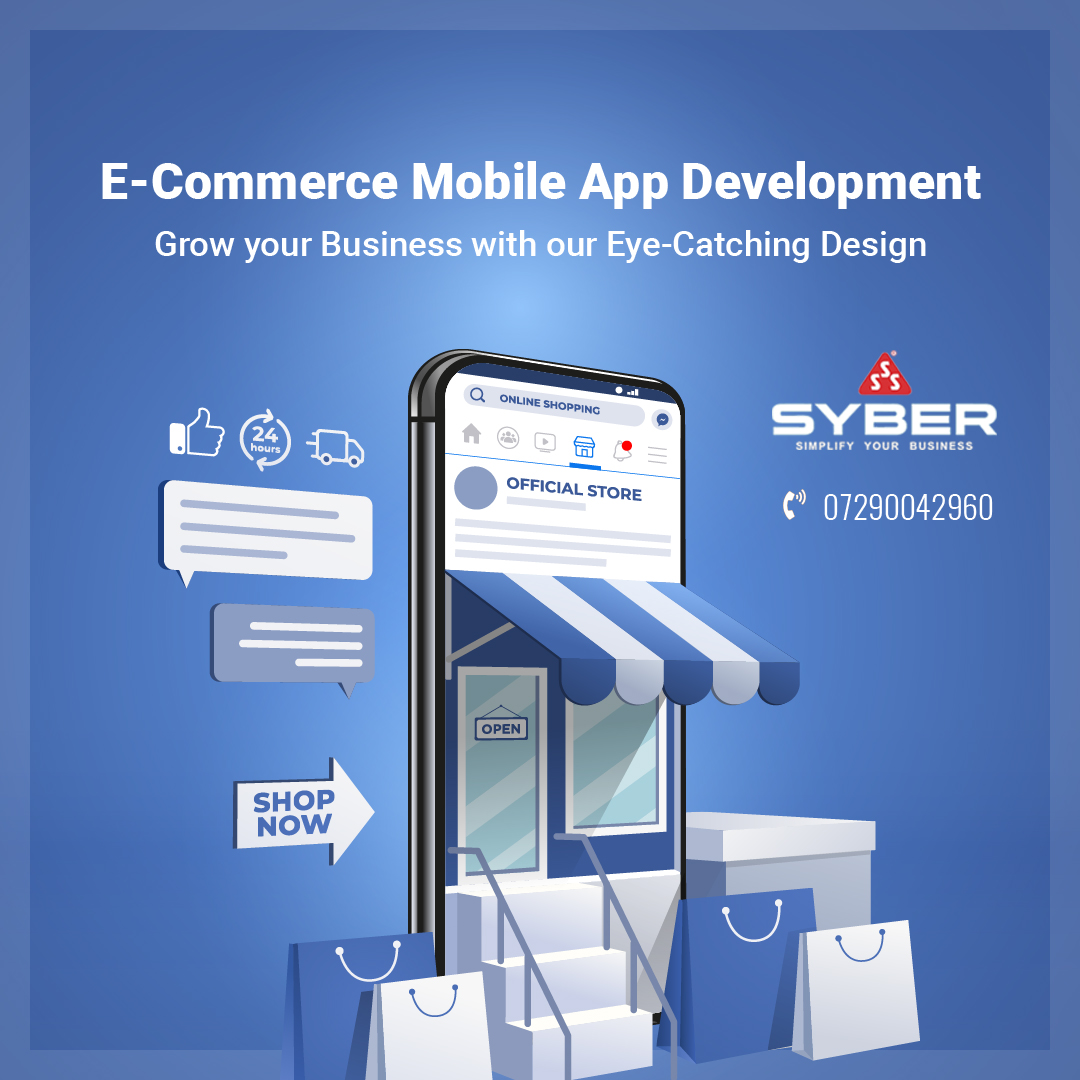 E-Commerce Mobile App Development
Grow your Business with our Eye-Catching Design
SSS
SYBER
SIMPLIFY YOUR BUSINESS
07290042960
24
hours
ONLINE SHOPPING
OFFICIAL STORE
OPEN
SHOP
NOW